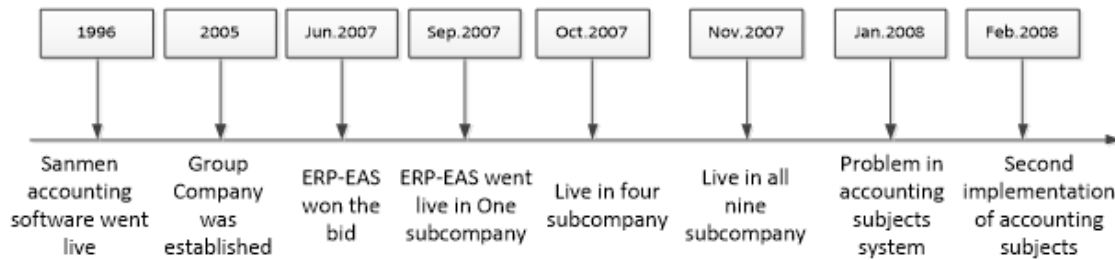 1996
2005
Jun.2007
Sep.2007
Oct.2007
Nov.2007
Jan.2008
Feb.2008
Sanmen
accounting
software went
live
Group
Company
was
established
ERP-EAS
won the
bid
ERP-EAS went
live in One
subcompany
Live in four
subcompany
Live in all
nine
subcompany
Problem in
accounting
subjects
system
Second
implementation
of accounting
subjects